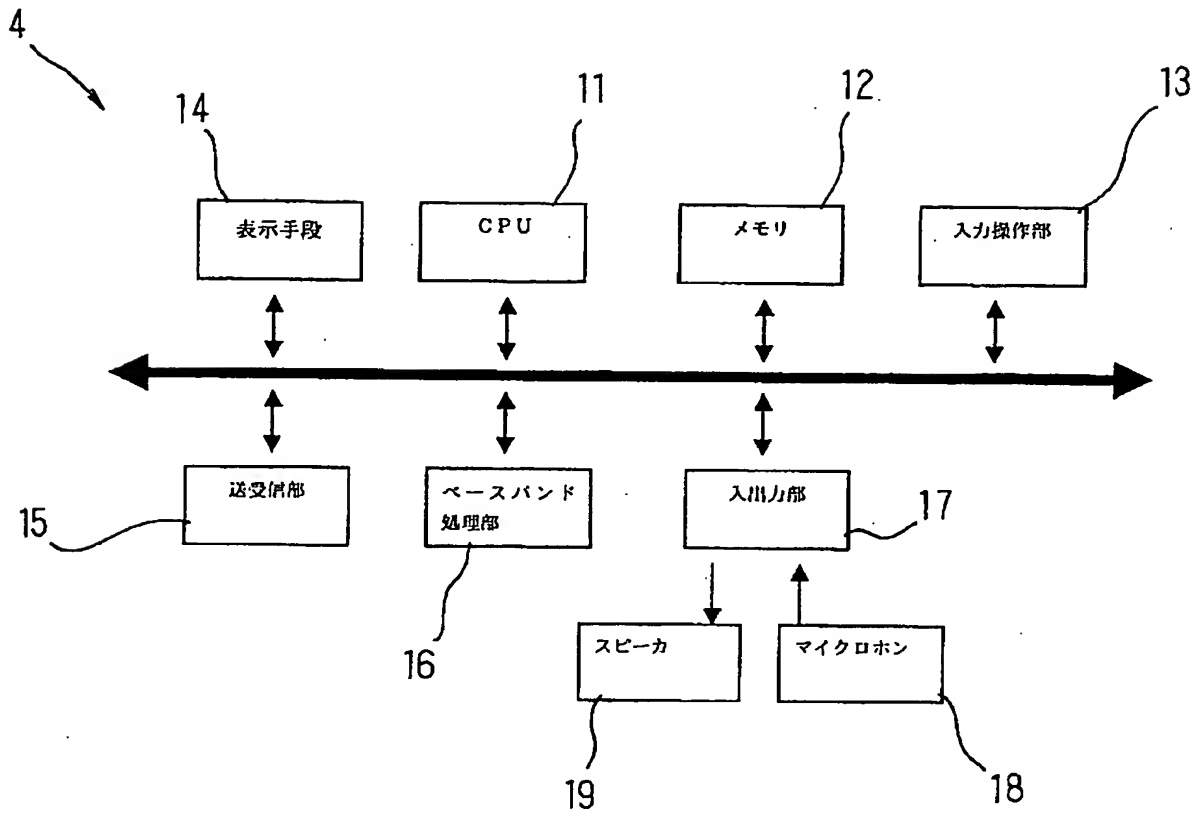 4
14
11
12
13
表示手段
CPU
メモリ
入力操作部
送受信部
ベースバンド
処理部
入出力部
15
16
17
スピーカ
マイクロホン
19
18